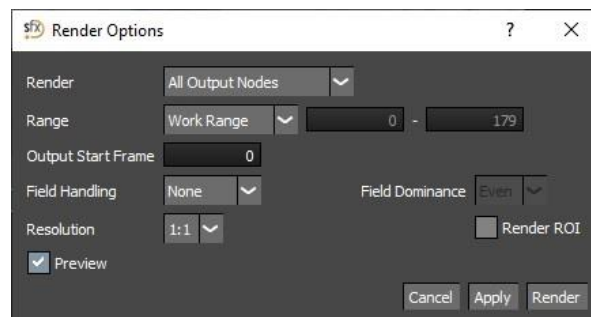 sfx Render Options ?
Render All Output Nodes
Range Work Range 0 - 179
Output Start Frame 0
Field Handling None Field Dominance Even
Resolution 1:1 Render ROI
Preview
Cancel Apply Render